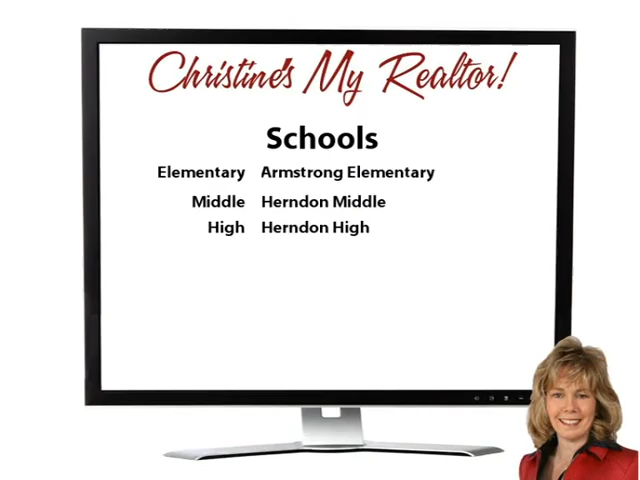 Christine's My Realtor!
Schools
Elementary Armstrong Elementary
Middle Herndon Middle
High Herndon High